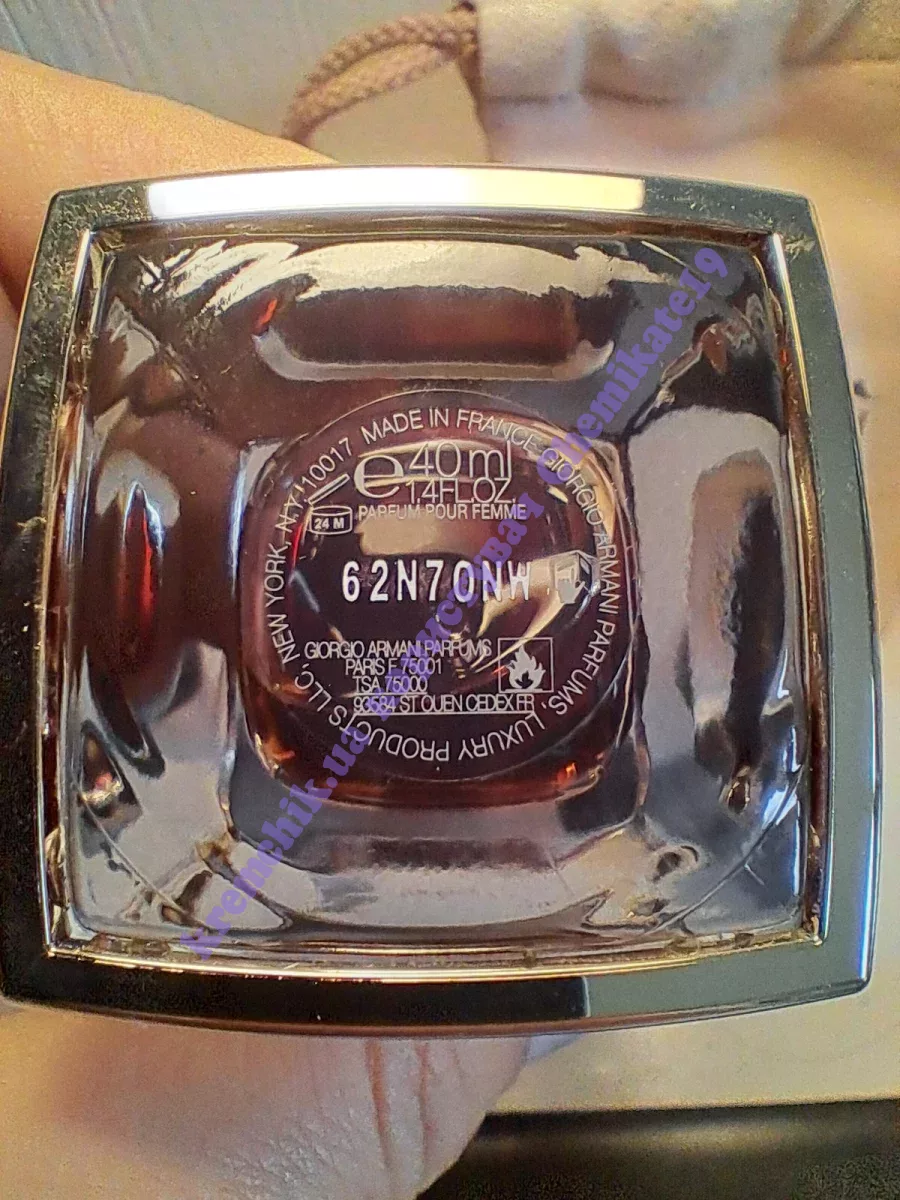 NEW YORK, N.Y. 10017 MADE IN FRANCE GIORGIO ARMANI PARFUMS, LUXURY PRODUCTS LLC,
e 40 ml
1.4 FL.OZ.
24 M
PARFUM POUR FEMME
62N70NW
GIORGIO ARMANI PARFUMS
PARIS F 75001
TSA 75000
93584 ST OUEN CEDEX FR
kremchik.ua
Chemikate19